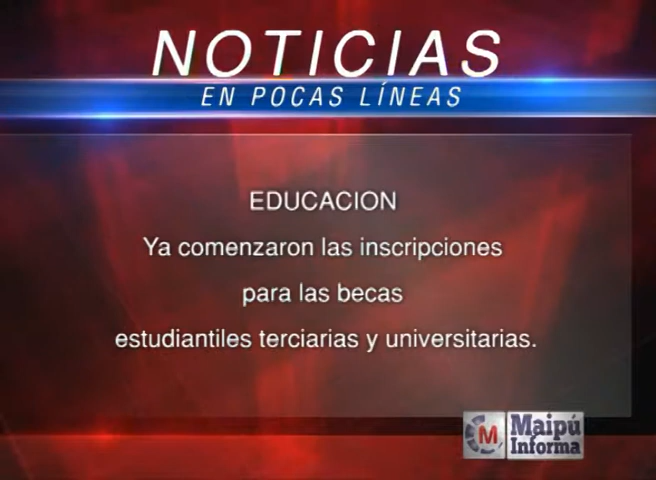 NOTICIAS
EN POCAS LÍNEAS
EDUCACION
Ya comenzaron las inscripciones
para las becas
estudiantiles terciarias y universitarias.
M
Maipú
Informa